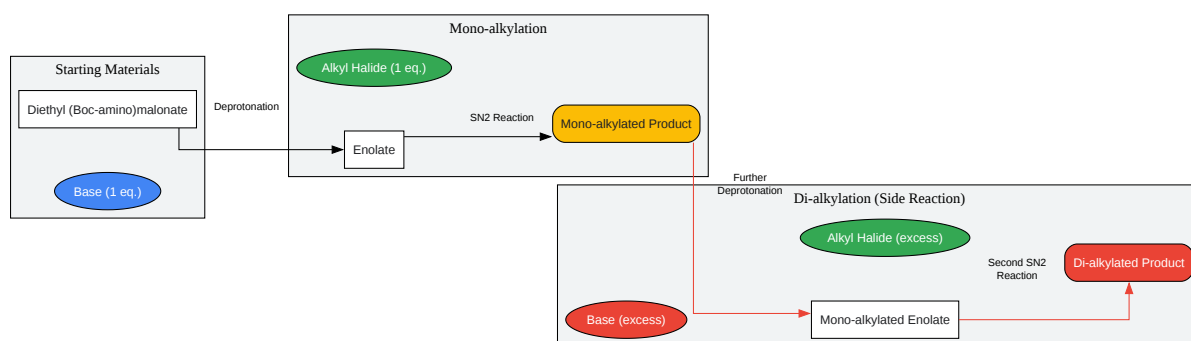 Mono-alkylation
Starting Materials
Alkyl Halide (1 eq.)
Diethyl (Boc-amino)malonate
Deprotonation
SN2 Reaction
Mono-alkylated Product
Enolate
Base (1 eq.)
Further
Deprotonation
Di-alkylation (Side Reaction)
Alkyl Halide (excess)
Second SN2
Reaction
Di-alkylated Product
Base (excess)
Mono-alkylated Enolate